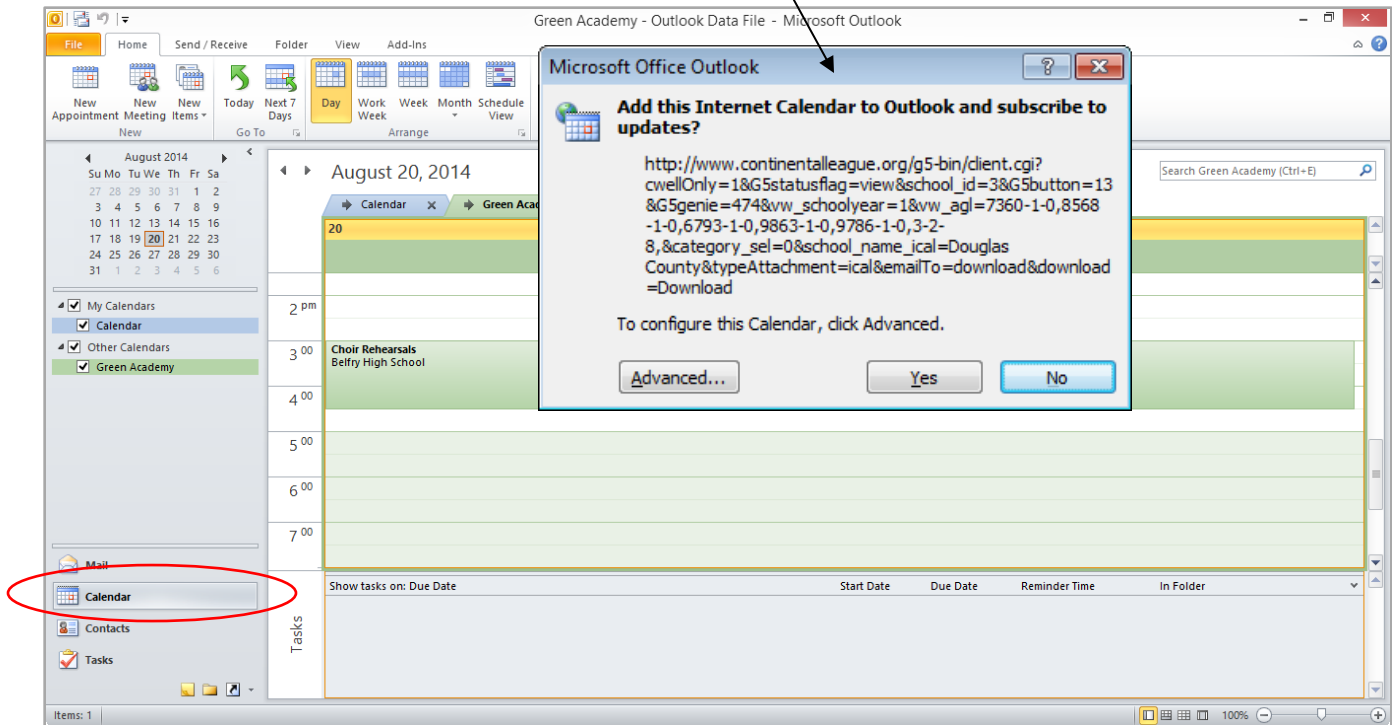 Green Academy - Outlook Data File - Microsoft Outlook
File Home Send / Receive Folder View Add-Ins
New Appointment
New Meeting
New Items
Today
Next 7 Days
Day
Work Week
Week
Month
Schedule View
New
Go To
Arrange
August 2014
Su Mo Tu We Th Fr Sa
27 28 29 30 31 1 2
3 4 5 6 7 8 9
10 11 12 13 14 15 16
17 18 19 20 21 22 23
24 25 26 27 28 29 30
31 1 2 3 4 5 6
My Calendars
Calendar
Other Calendars
Green Academy
Mail
Calendar
Contacts
Tasks
August 20, 2014
Search Green Academy (Ctrl+E)
Calendar
Green Acad
20
2 pm
3 00
Choir Rehearsals
Belfry High School
4 00
5 00
6 00
7 00
Microsoft Office Outlook
Add this Internet Calendar to Outlook and subscribe to
updates?
http://www.continentalleague.org/g5-bin/client.cgi?
cwellOnly=1&G5statusflag=view&school_id=3&G5button=13
&G5genie=474&vw_schoolyear=1&vw_agl=7360-1-0,8568
-1-0,6793-1-0,9863-1-0,9786-1-0,3-2-
8,&category_sel=0&school_name_ical=Douglas
County&typeAttachment=ical&emailTo=download&download
=Download
To configure this Calendar, click Advanced.
Advanced...
Yes
No
Tasks
Show tasks on: Due Date
Start Date
Due Date
Reminder Time
In Folder
Items: 1
100%